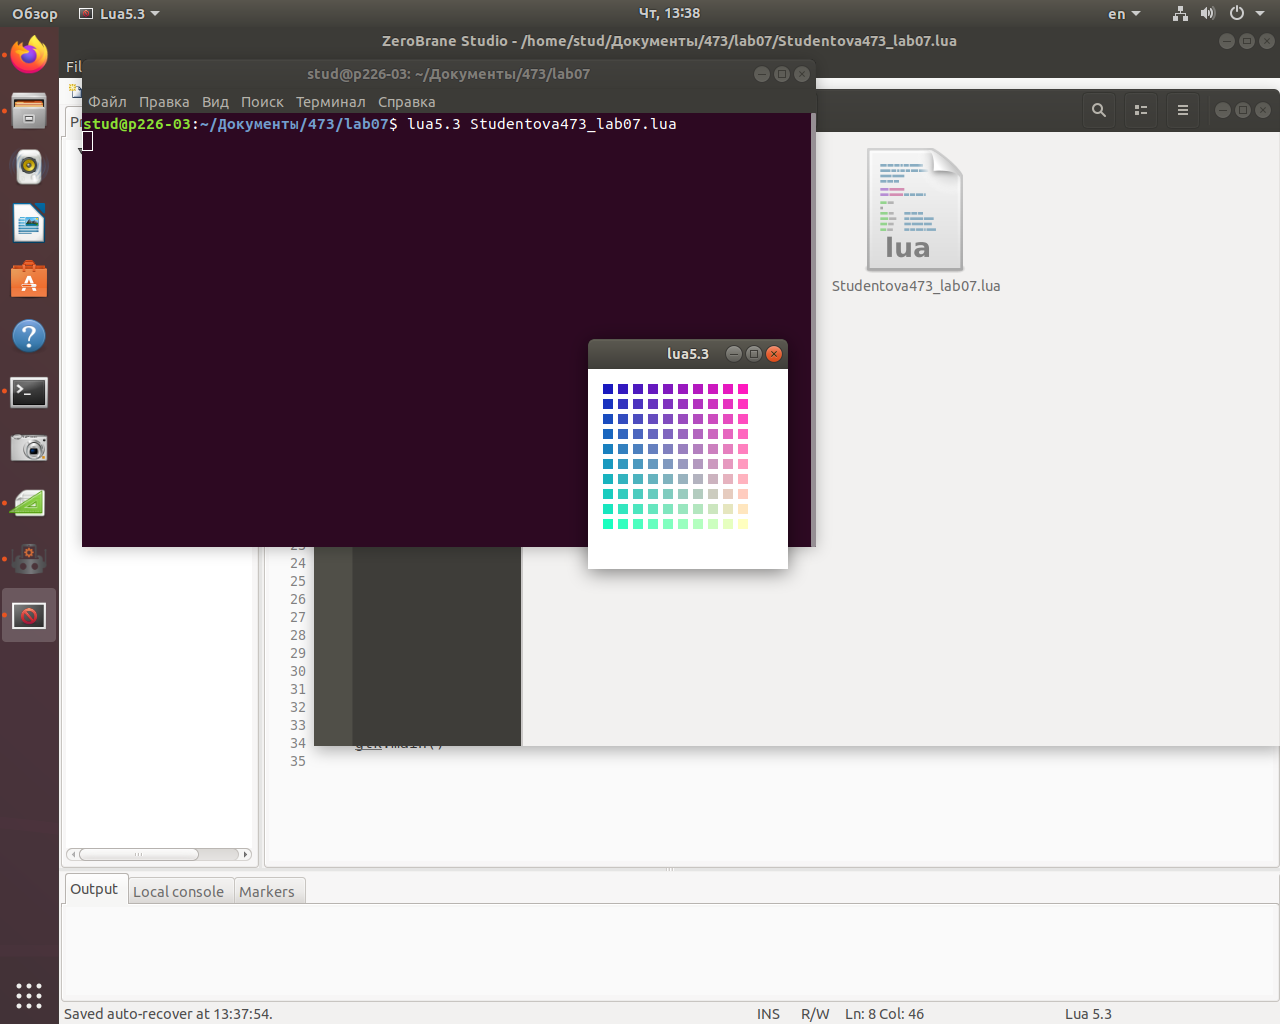 Обзор Lua5.3 Чт, 13:38 en
ZeroBrane Studio - /home/stud/Документы/473/lab07/Studentova473_lab07.lua
Fil
stud@p226-03: ~/Документы/473/lab07
Файл Правка Вид Поиск Терминал Справка
stud@p226-03:~/Документы/473/lab07$ lua5.3 Studentova473_lab07.lua
lua
Studentova473_lab07.lua
lua5.3
24
25
26
27
28
29
30
31
32
33
34 gtk.main()
35
Output Local console Markers
Saved auto-recover at 13:37:54. INS R/W Ln: 8 Col: 46 Lua 5.3